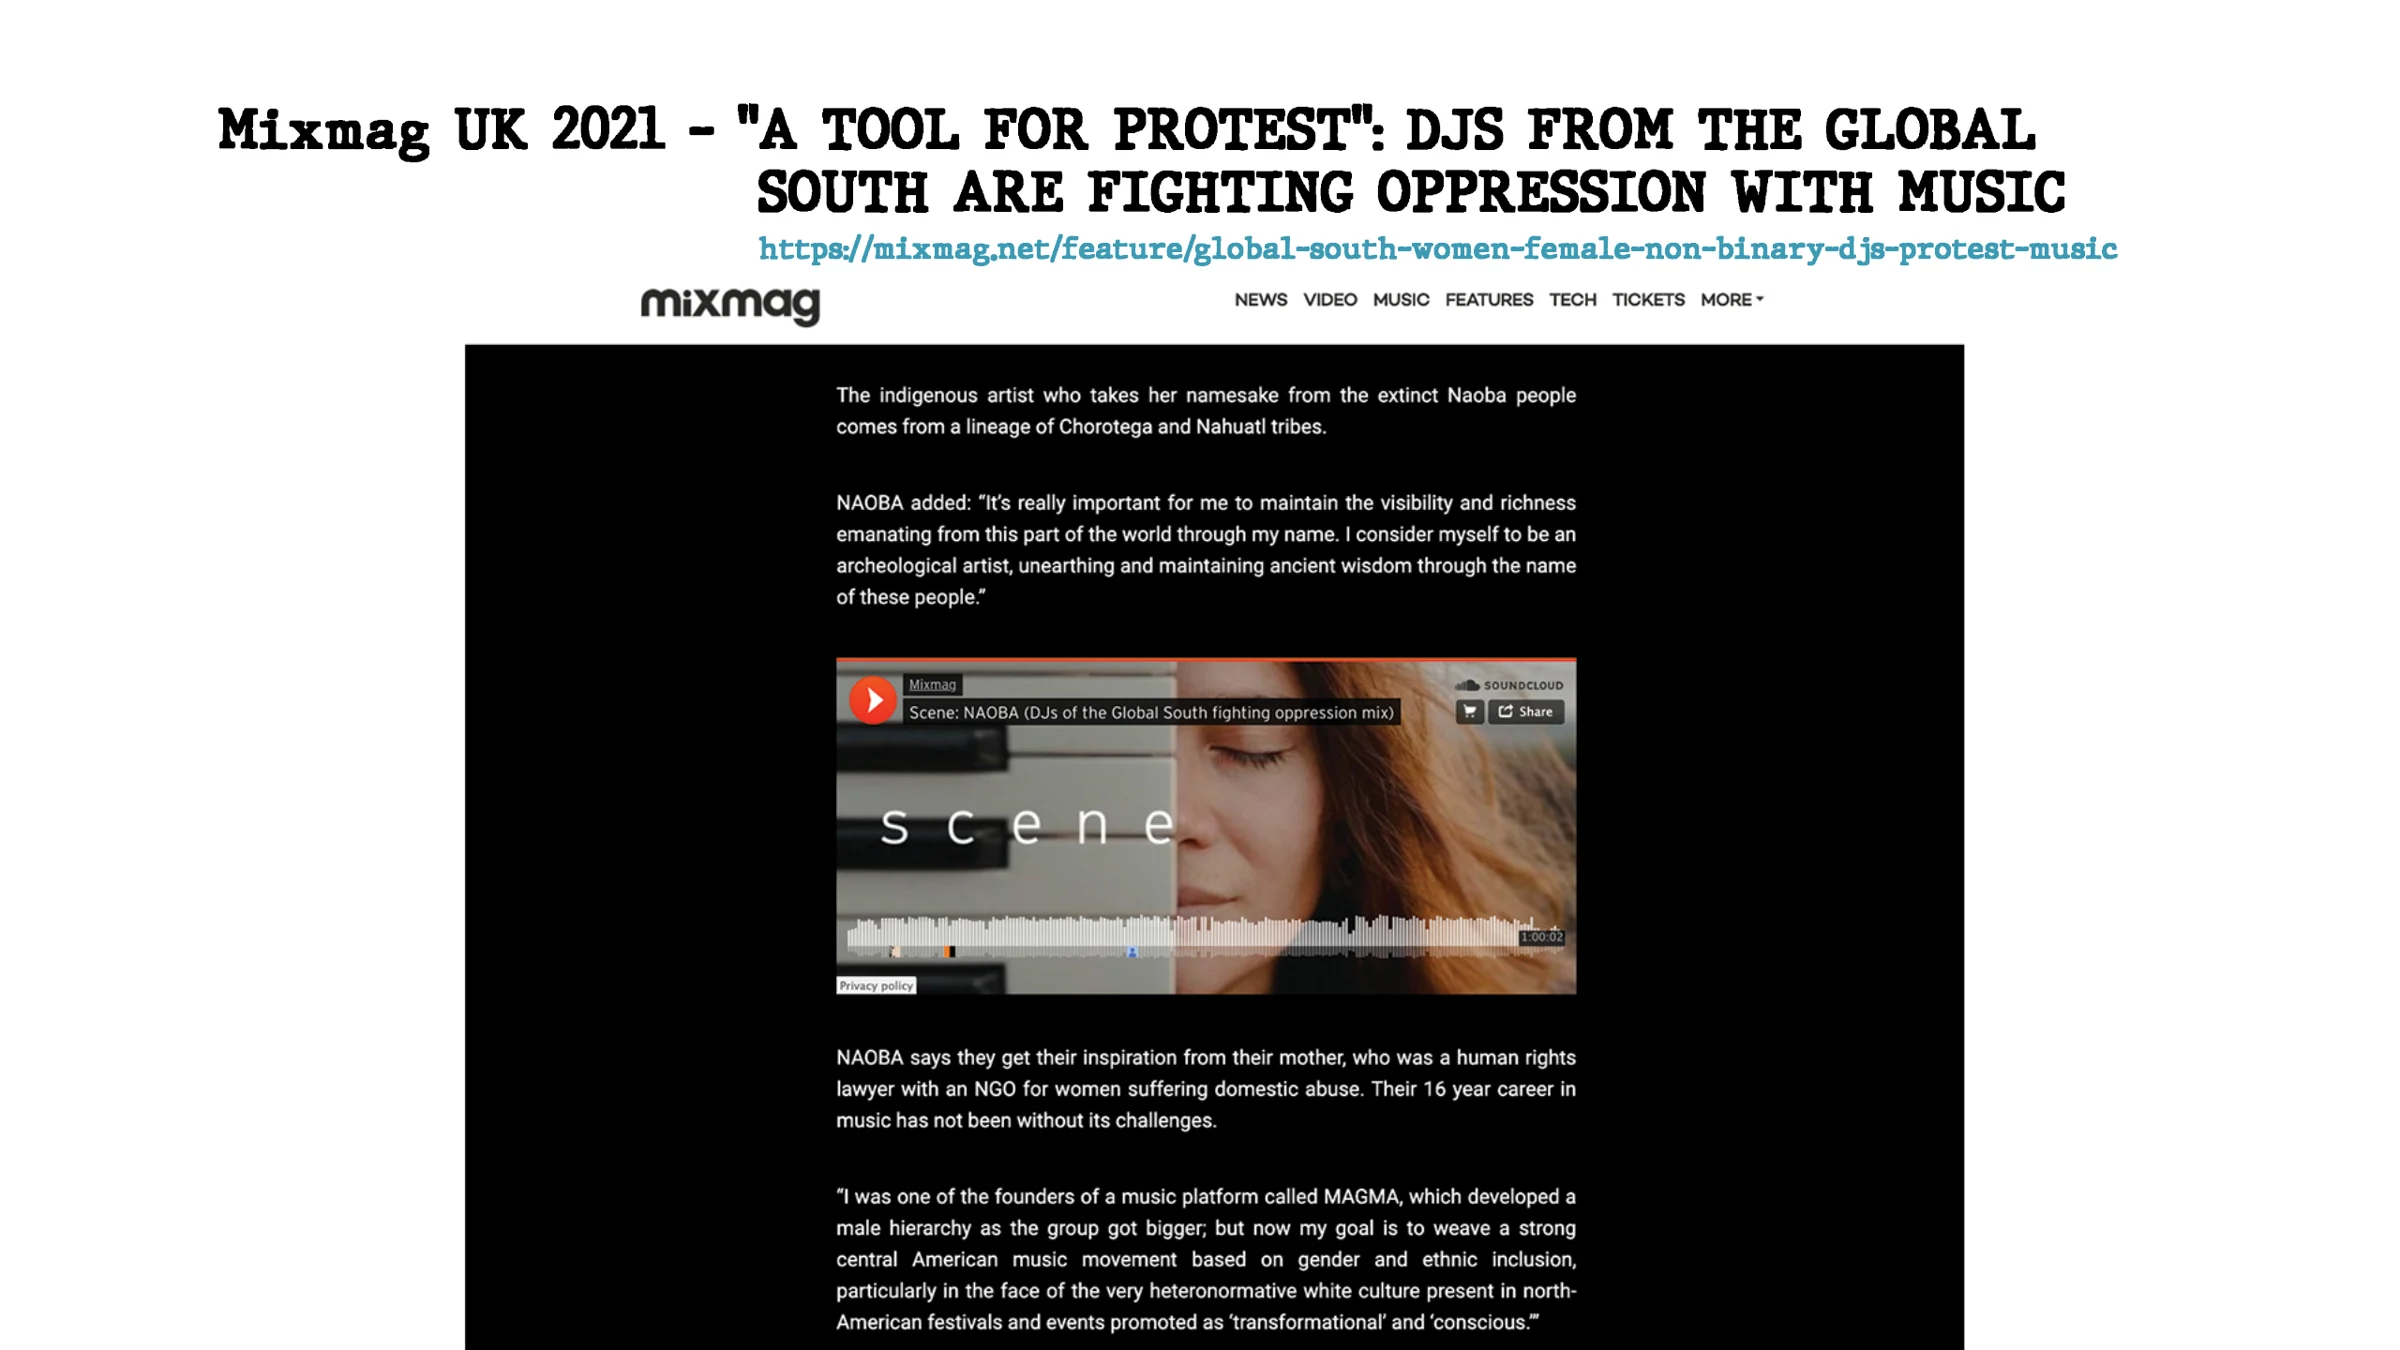 Mixmag UK 2021 - "A TOOL FOR PROTEST": DJS FROM THE GLOBAL
SOUTH ARE FIGHTING OPPRESSION WITH MUSIC
https://mixmag.net/feature/global-south-women-female-non-binary-djs-protest-music
mixmag
NEWS VIDEO MUSIC FEATURES TECH TICKETS MORE
The indigenous artist who takes her namesake from the extinct Naoba people
comes from a lineage of Chorotega and Nahuatl tribes.
NAOBA added: “It’s really important for me to maintain the visibility and richness
emanating from this part of the world through my name. I consider myself to be an
archeological artist, unearthing and maintaining ancient wisdom through the name
of these people.”
Mixmag
SOUNDCLOUD
Scene: NAOBA (DJs of the Global South fighting oppression mix)
Share
scene
1:00:02
Privacy policy
NAOBA says they get their inspiration from their mother, who was a human rights
lawyer with an NGO for women suffering domestic abuse. Their 16 year career in
music has not been without its challenges.
“I was one of the founders of a music platform called MAGMA, which developed a
male hierarchy as the group got bigger; but now my goal is to weave a strong
central American music movement based on gender and ethnic inclusion,
particularly in the face of the very heteronormative white culture present in north-
American festivals and events promoted as ‘transformational’ and ‘conscious.’”